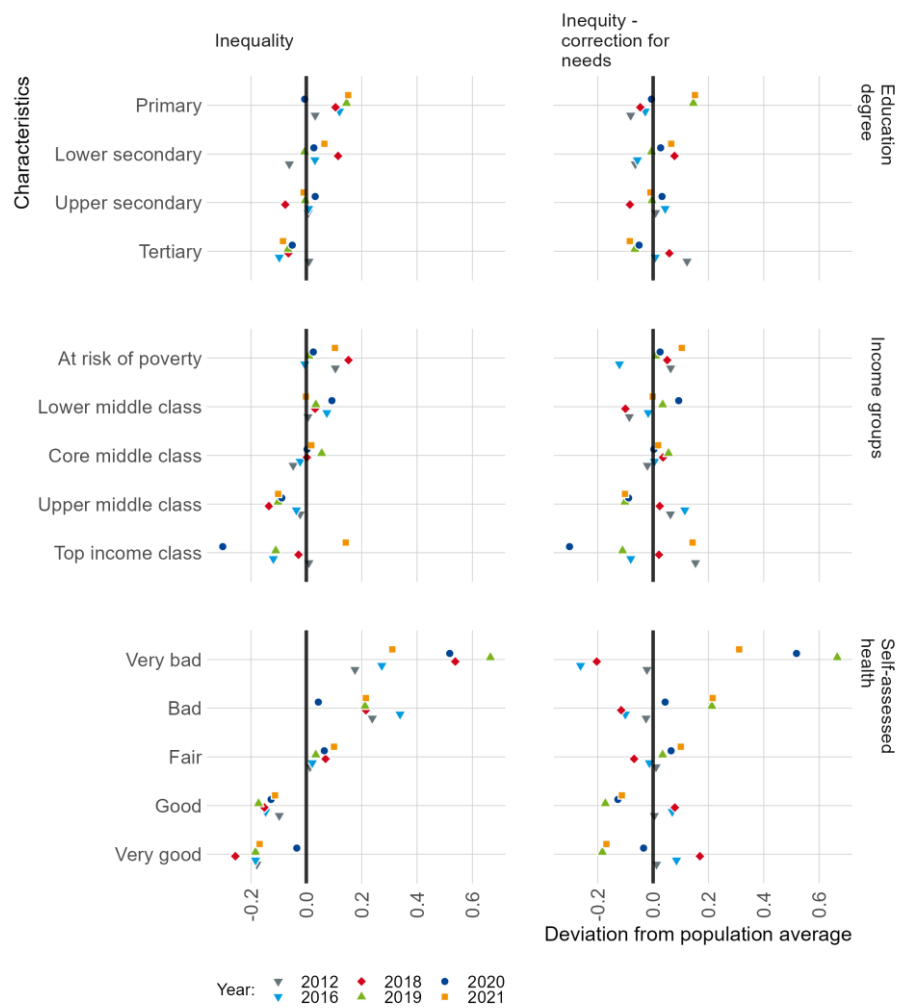 Inequality
Inequity -
correction for
needs
Characteristics
Education
degree
Primary
Lower secondary
Upper secondary
Tertiary
Income groups
At risk of poverty
Lower middle class
Core middle class
Upper middle class
Top income class
Self-assessed
health
Very bad
Bad
Fair
Good
Very good
-0.2 0.0 0.2 0.4 0.6 -0.2 0.0 0.2 0.4 0.6
Deviation from population average
Year: 2012 2018 2020
2016 2019 2021